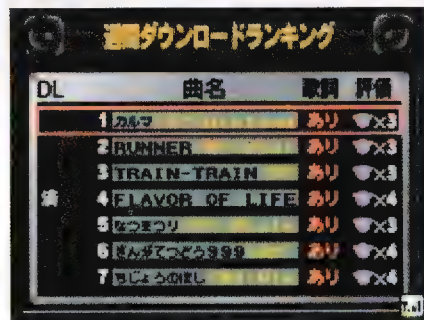 週間ダウンロードランキング
DL 曲名 歌詞 評価
1 カルマ あり ×3
2 RUNNER あり ×3
3 TRAIN-TRAIN あり ×3
済 4 FLAVOR OF LIFE あり ×4
5 なつまつり あり ×3
6 ぎんがてつどう999 あり ×4
7 ちじょうのほし あり ×4